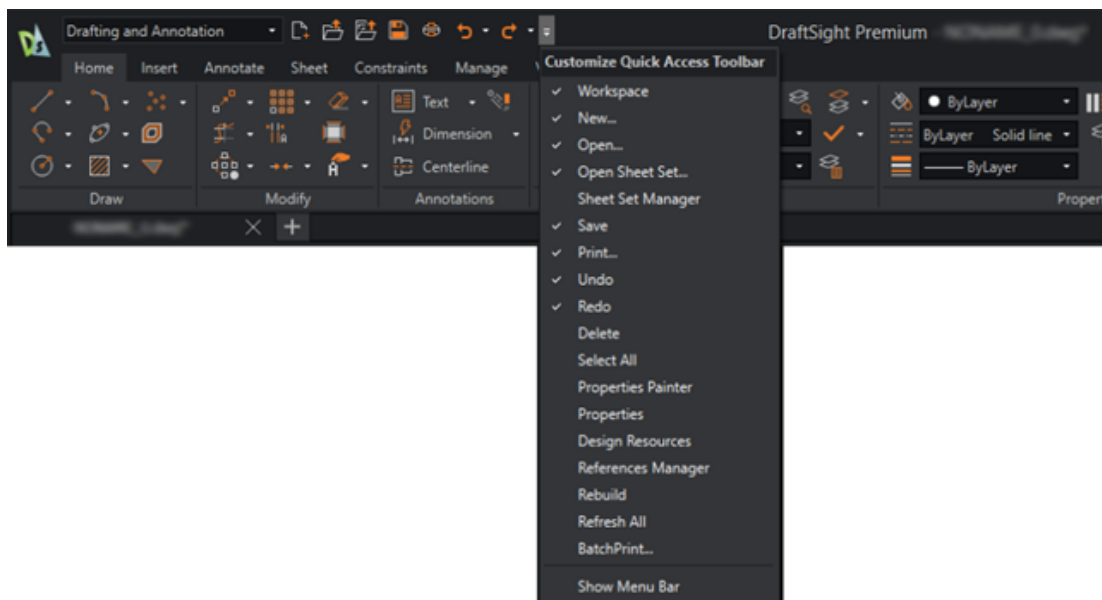 Drafting and Annotation
DraftSight Premium -
Home Insert Annotate Sheet Constraints Manage
Customize Quick Access Toolbar
Workspace
New...
Open...
Open Sheet Set...
Sheet Set Manager
Save
Print...
Undo
Redo
Delete
Select All
Properties Painter
Properties
Design Resources
References Manager
Rebuild
Refresh All
BatchPrint...
Show Menu Bar
Text
Dimension
Centerline
ByLayer
ByLayer Solid line
ByLayer
Draw Modify Annotations Proper